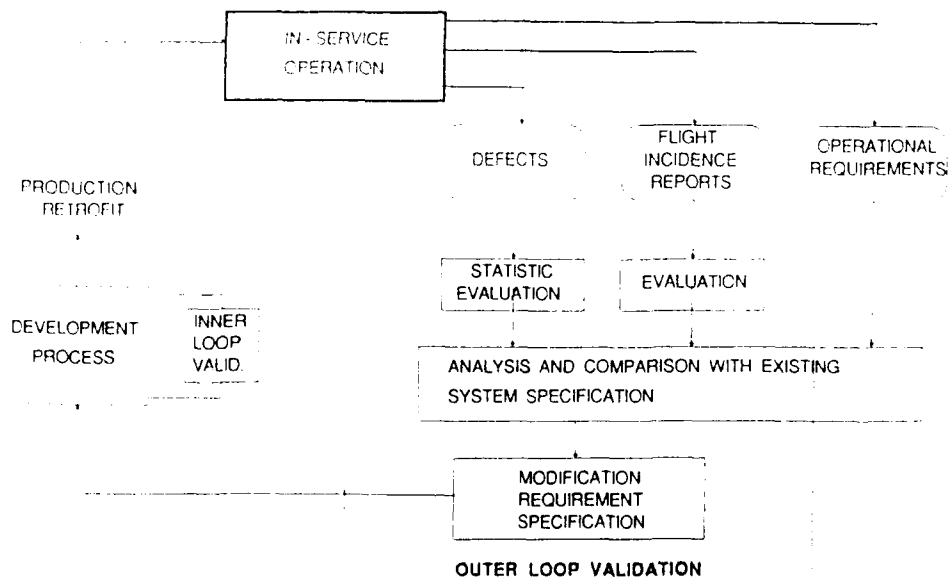 IN - SERVICE
OPERATION
DEFECTS
FLIGHT
INCIDENCE
REPORTS
OPERATIONAL
REQUIREMENTS
PRODUCTION
RETROFIT
STATISTIC
EVALUATION
EVALUATION
DEVELOPMENT
PROCESS
INNER
LOOP
VALID.
ANALYSIS AND COMPARISON WITH EXISTING
SYSTEM SPECIFICATION
MODIFICATION
REQUIREMENT
SPECIFICATION
OUTER LOOP VALIDATION